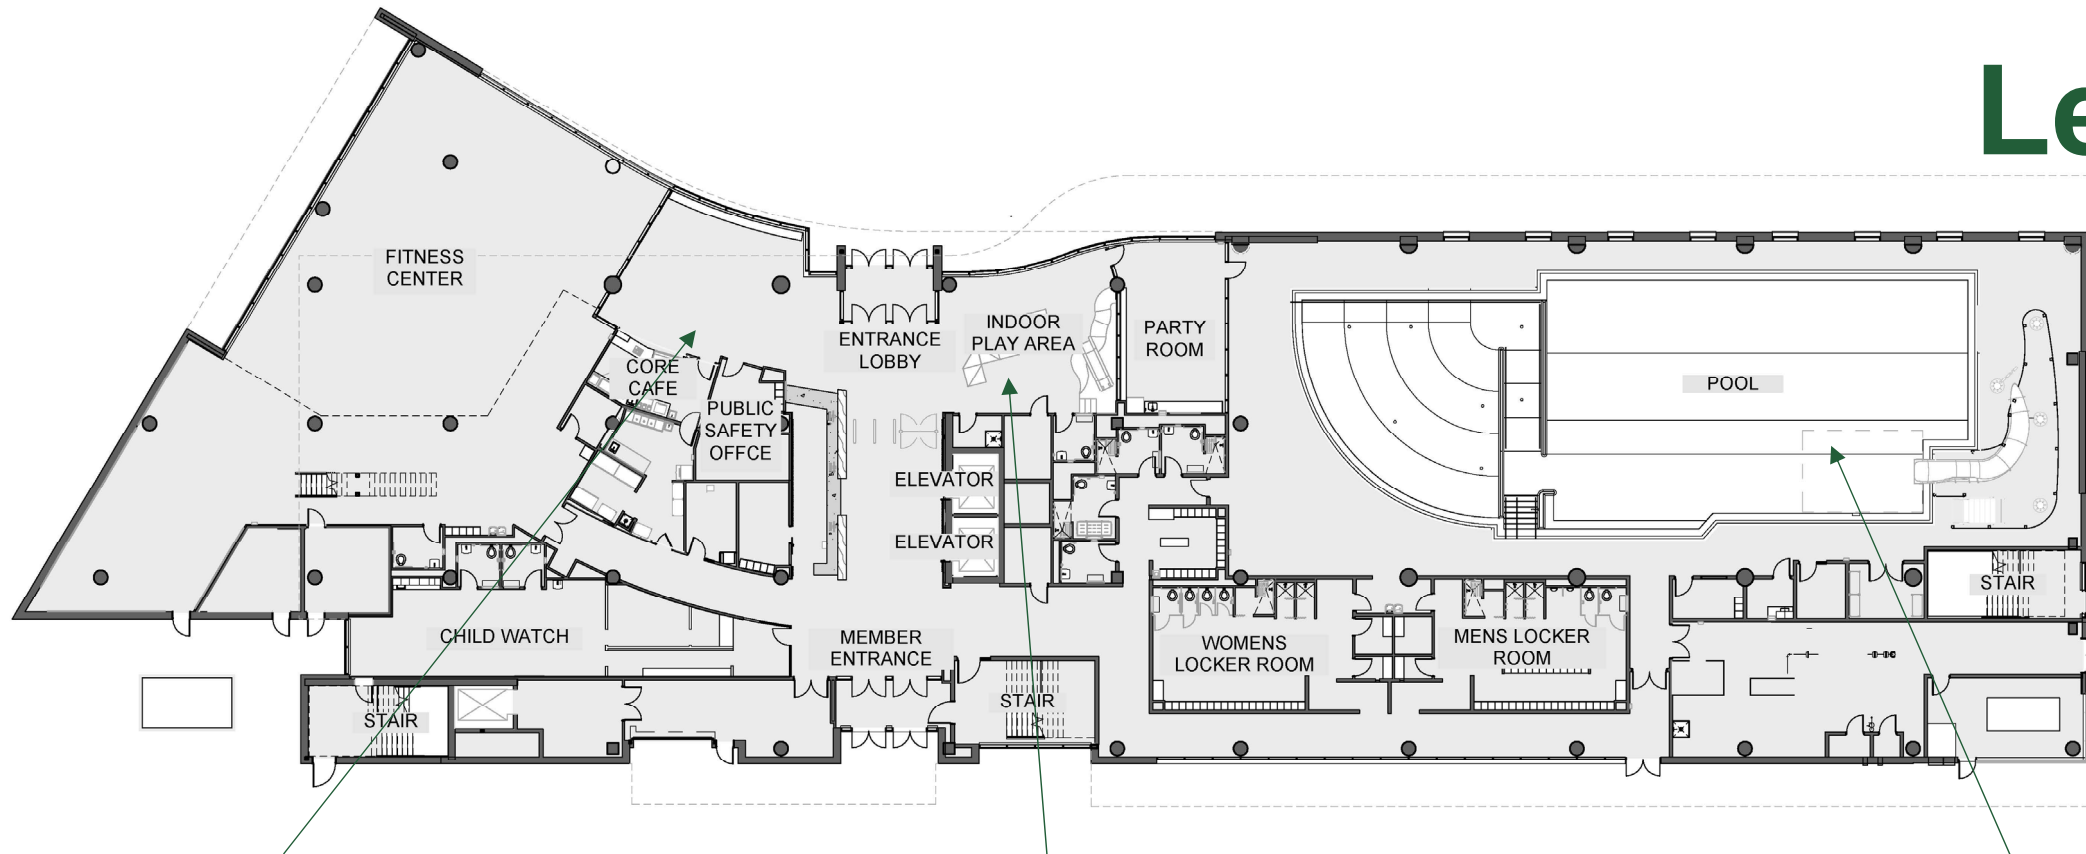 Le
FITNESS
CENTER
ENTRANCE
LOBBY
INDOOR
PLAY AREA
PARTY
ROOM
CORE
CAFE
PUBLIC
SAFETY
OFFCE
POOL
ELEVATOR
ELEVATOR
STAIR
CHILD WATCH
MEMBER
ENTRANCE
WOMENS
LOCKER ROOM
MENS LOCKER
ROOM
STAIR
STAIR